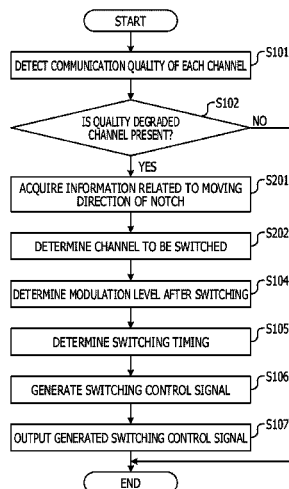 START
DETECT COMMUNICATION QUALITY OF EACH CHANNEL
S101
IS QUALITY DEGRADED
CHANNEL PRESENT?
S102
NO
YES
ACQUIRE INFORMATION RELATED TO MOVING
DIRECTION OF NOTCH
S201
DETERMINE CHANNEL TO BE SWITCHED
S202
DETERMINE MODULATION LEVEL AFTER SWITCHING
S104
DETERMINE SWITCHING TIMING
S105
GENERATE SWITCHING CONTROL SIGNAL
S106
OUTPUT GENERATED SWITCHING CONTROL SIGNAL
S107
END